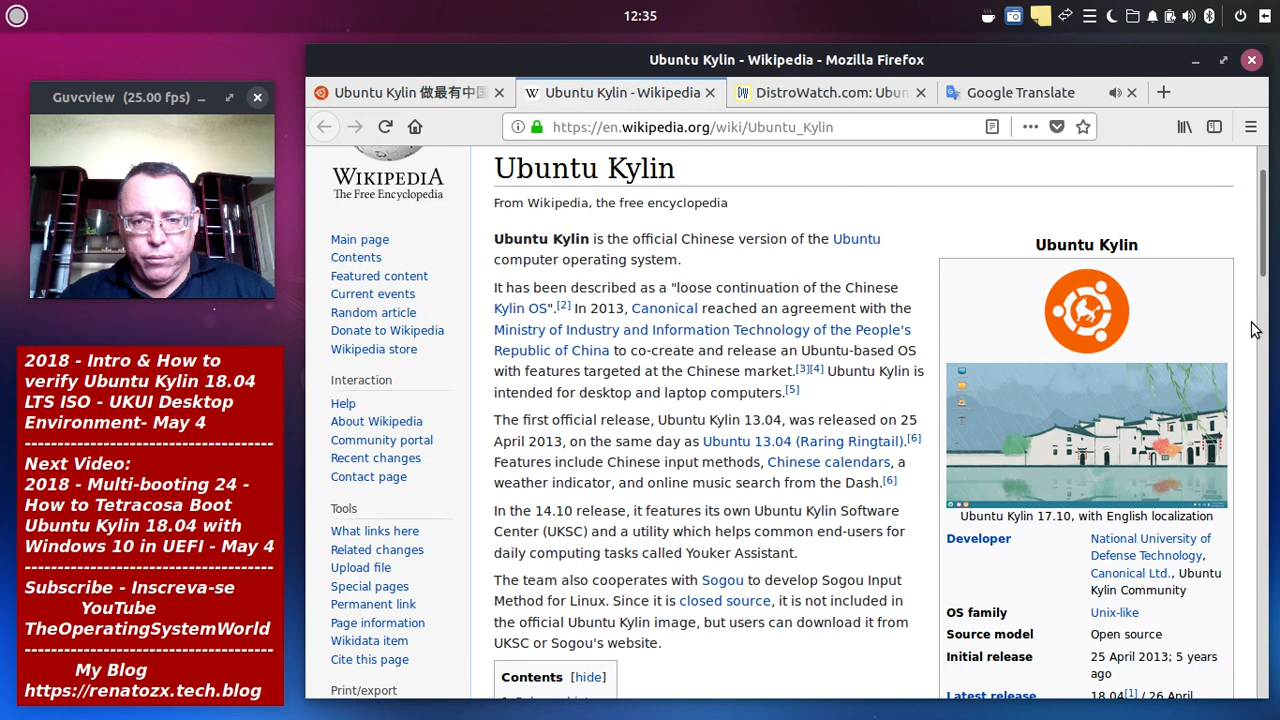 12:35
Guvcview (25.00 fps)
2018 - Intro & How to
verify Ubuntu Kylin 18.04
LTS ISO - UKUI Desktop
Environment- May 4
------------------------------------
Next Video:
2018 - Multi-booting 24 -
How to Tetracosa Boot
Ubuntu Kylin 18.04 with
Windows 10 in UEFI - May 4
------------------------------------
Subscribe - Inscreva-se
YouTube
TheOperatingSystemWorld
------------------------------------
My Blog
https://renatozx.tech.blog
Ubuntu Kylin - Wikipedia - Mozilla Firefox
Ubuntu Kylin 做最有中国
Ubuntu Kylin - Wikipedia
DistroWatch.com: Ubun
Google Translate
https://en.wikipedia.org/wiki/Ubuntu_Kylin
WIKIPEDIA
The Free Encyclopedia
Main page
Contents
Featured content
Current events
Random article
Donate to Wikipedia
Wikipedia store
Interaction
Help
About Wikipedia
Community portal
Recent changes
Contact page
Tools
What links here
Related changes
Upload file
Special pages
Permanent link
Page information
Wikidata item
Cite this page
Print/export
Ubuntu Kylin
From Wikipedia, the free encyclopedia
Ubuntu Kylin is the official Chinese version of the Ubuntu
computer operating system.
It has been described as a "loose continuation of the Chinese
Kylin OS".[2] In 2013, Canonical reached an agreement with the
Ministry of Industry and Information Technology of the People's
Republic of China to co-create and release an Ubuntu-based OS
with features targeted at the Chinese market.[3][4] Ubuntu Kylin is
intended for desktop and laptop computers.[5]
The first official release, Ubuntu Kylin 13.04, was released on 25
April 2013, on the same day as Ubuntu 13.04 (Raring Ringtail).[6]
Features include Chinese input methods, Chinese calendars, a
weather indicator, and online music search from the Dash.[6]
In the 14.10 release, it features its own Ubuntu Kylin Software
Center (UKSC) and a utility which helps common end-users for
daily computing tasks called Youker Assistant.
The team also cooperates with Sogou to develop Sogou Input
Method for Linux. Since it is closed source, it is not included in
the official Ubuntu Kylin image, but users can download it from
UKSC or Sogou's website.
Contents [hide]
Ubuntu Kylin
Ubuntu Kylin 17.10, with English localization
Developer National University of
Defense Technology,
Canonical Ltd., Ubuntu
Kylin Community
OS family Unix-like
Source model Open source
Initial release 25 April 2013; 5 years
ago
Latest release 18.04[1] / 26 April